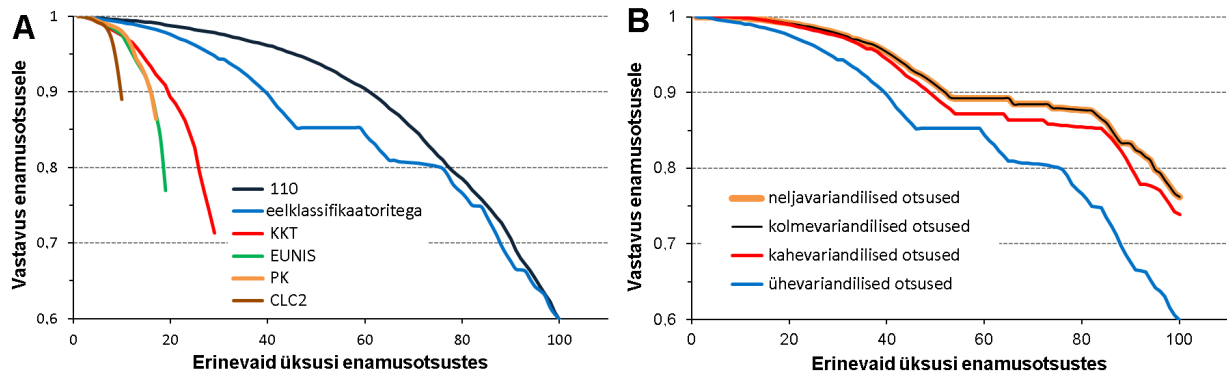 A
Vastavus enamusotsusele
1
0,9
0,8
0,7
0,6
110
eelklassifikaatoritega
KKT
EUNIS
PK
CLC2
0
20
40
60
80
100
Erinevaid üksusi enamusotsustes
B
Vastavus enamusotsusele
1
0,9
0,8
0,7
0,6
neljavariandilised otsused
kolmevariandilised otsused
kahevariandilised otsused
ühevariandilised otsused
0
20
40
60
80
100
Erinevaid üksusi enamusotsustes